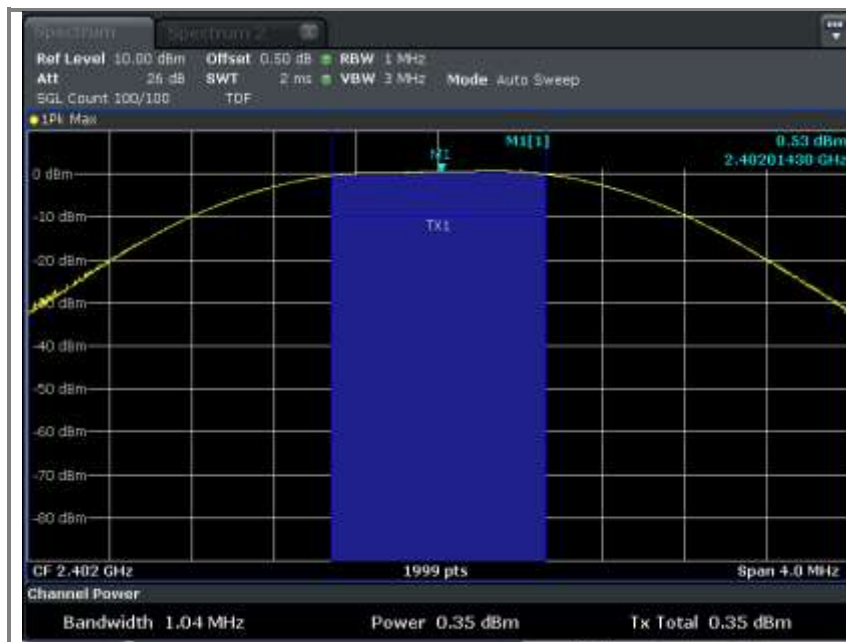 Spectrum Spectrum 2
Ref Level 10.00 dBm Offset 0.50 dB RBW 1 MHz
Att 26 dB SWT 2 ms VBW 3 MHz Mode Auto Sweep
SGL Count 100/100 TDF
1Pk Max
M1[1] 0.53 dBm
2.40201430 GHz
M1
0 dBm
-10 dBm
TX1
-20 dBm
-30 dBm
-40 dBm
-50 dBm
-60 dBm
-70 dBm
-80 dBm
CF 2.402 GHz 1999 pts Span 4.0 MHz
Channel Power
Bandwidth 1.04 MHz Power 0.35 dBm Tx Total 0.35 dBm